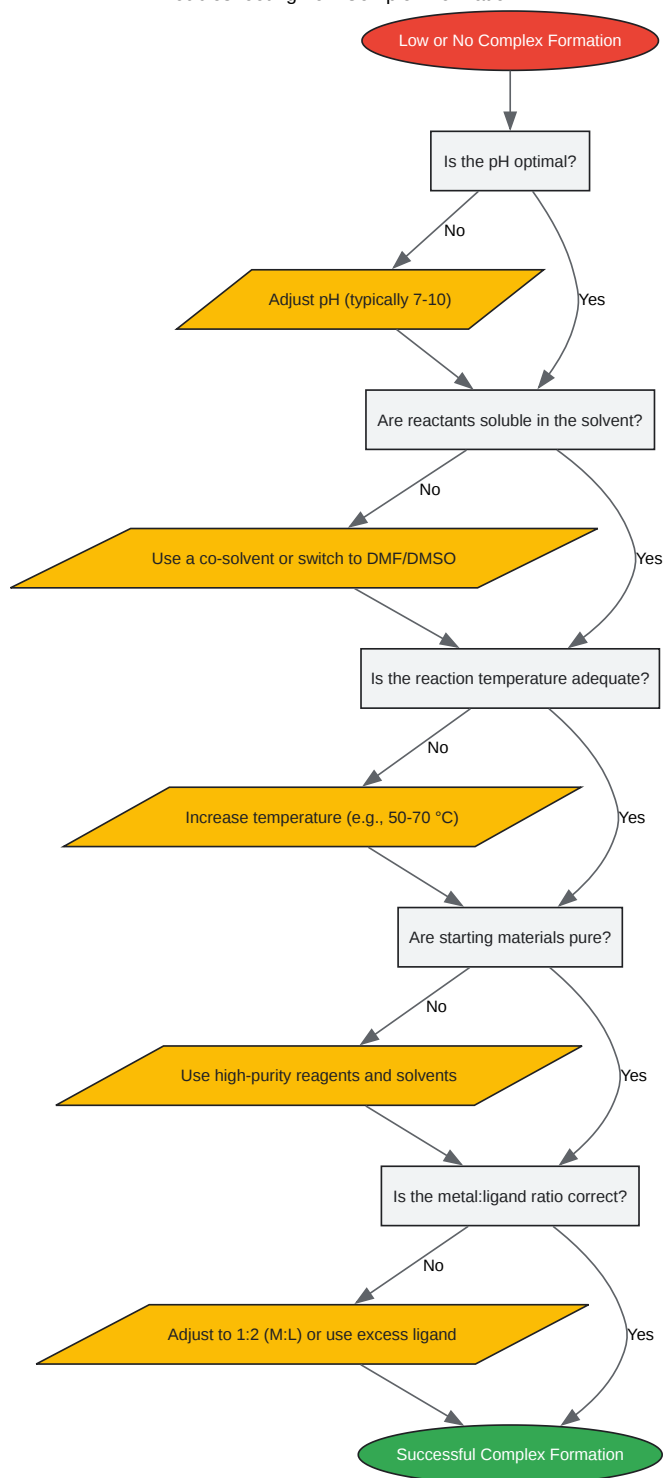 Low or No Complex Formation
Is the pH optimal?
No
Adjust pH (typically 7-10)
Yes
Are reactants soluble in the solvent?
No
Use a co-solvent or switch to DMF/DMSO
Yes
Is the reaction temperature adequate?
No
Increase temperature (e.g., 50-70 °C)
Yes
Are starting materials pure?
No
Use high-purity reagents and solvents
Yes
Is the metal:ligand ratio correct?
No
Adjust to 1:2 (M:L) or use excess ligand
Yes
Successful Complex Formation